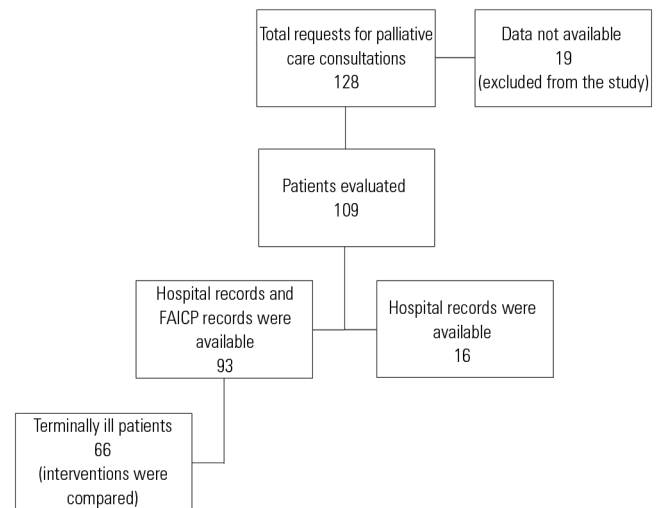 Total requests for palliative
care consultations
128
Data not available
19
(excluded from the study)
Patients evaluated
109
Hospital records and
FAICP records were
available
93
Hospital records were
available
16
Terminally ill patients
66
(interventions were
compared)